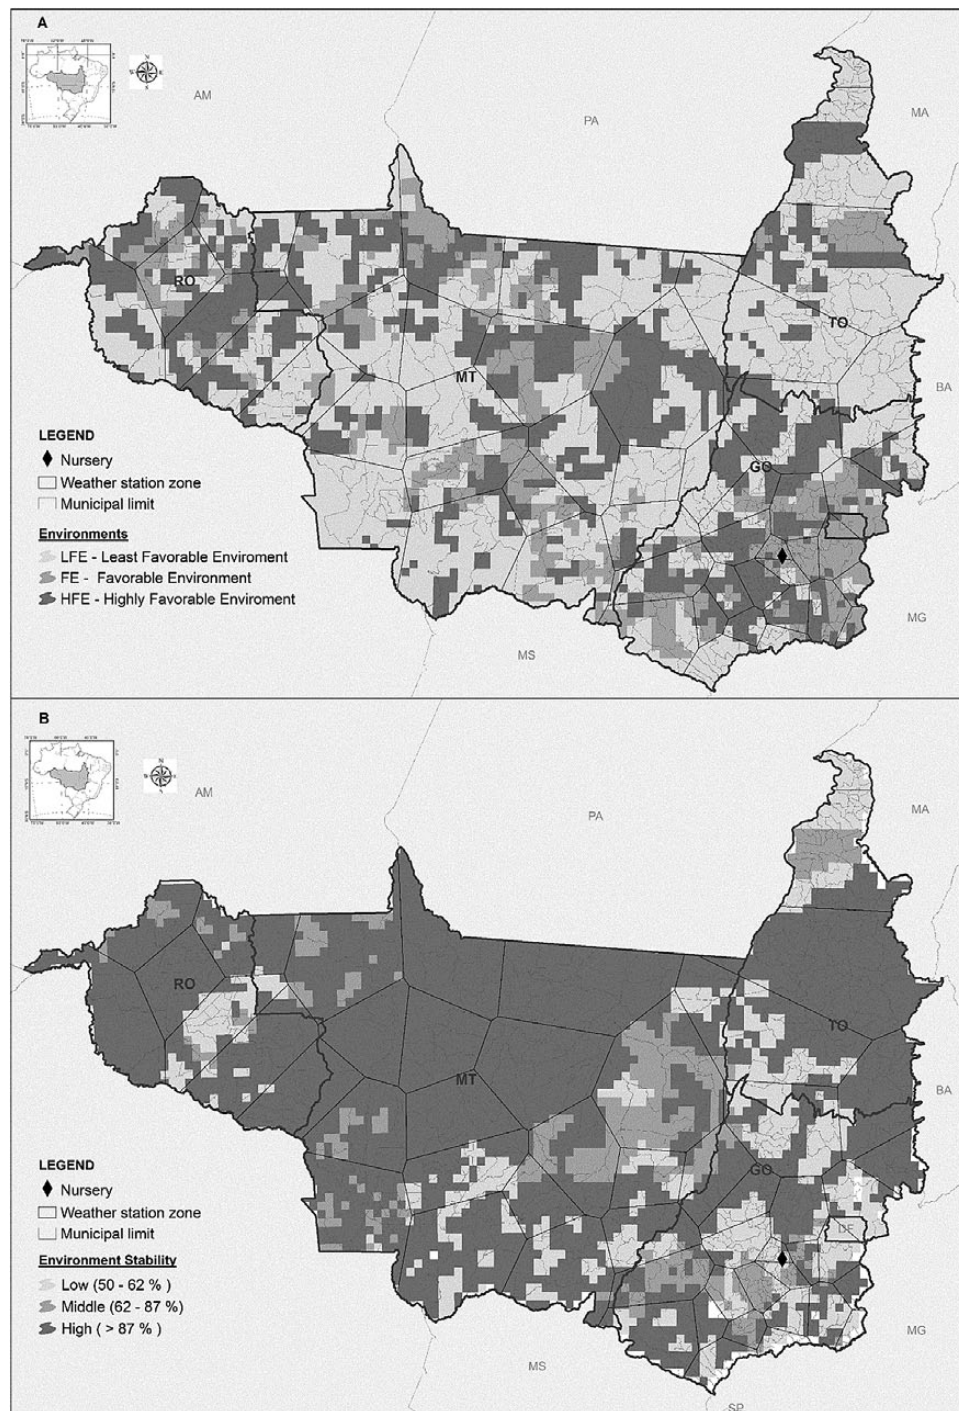 A
AM
PA
MA
RO
TO
MT
BA
GO
LEGEND
Nursery
Weather station zone
Municipal limit
Environments
LFE - Least Favorable Enviroment
FE - Favorable Environment
HFE - Highly Favorable Enviroment
MG
MS
B
AM
PA
MA
RO
TO
MT
BA
GO
LEGEND
Nursery
Weather station zone
Municipal limit
DF
Environment Stability
Low (50 - 62 % )
Middle (62 - 87 %)
High ( > 87 % )
MG
MS
SP